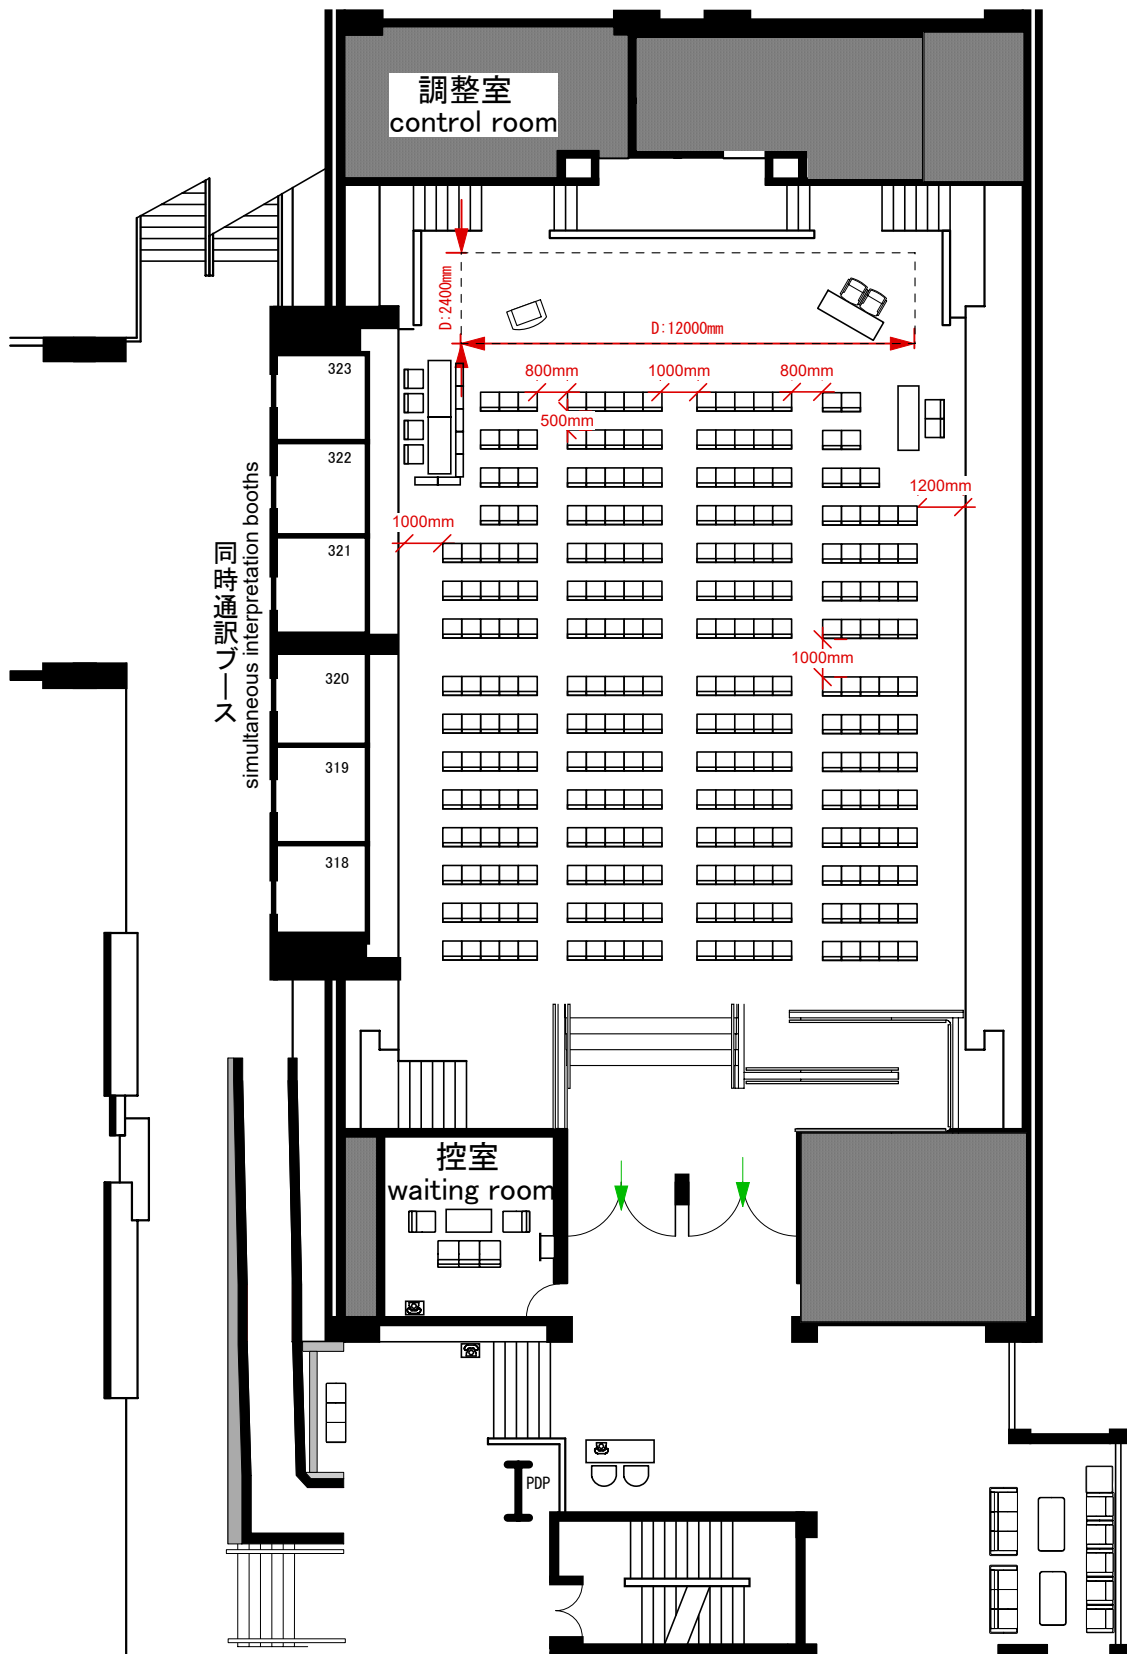 調整室
control room
D:2400mm
D:12000mm
800mm
1000mm
800mm
500mm
323
322
321
320
319
318
同時通訳ブース
simultaneous interpretation booths
1000mm
1200mm
1000mm
控室
waiting room
PDP